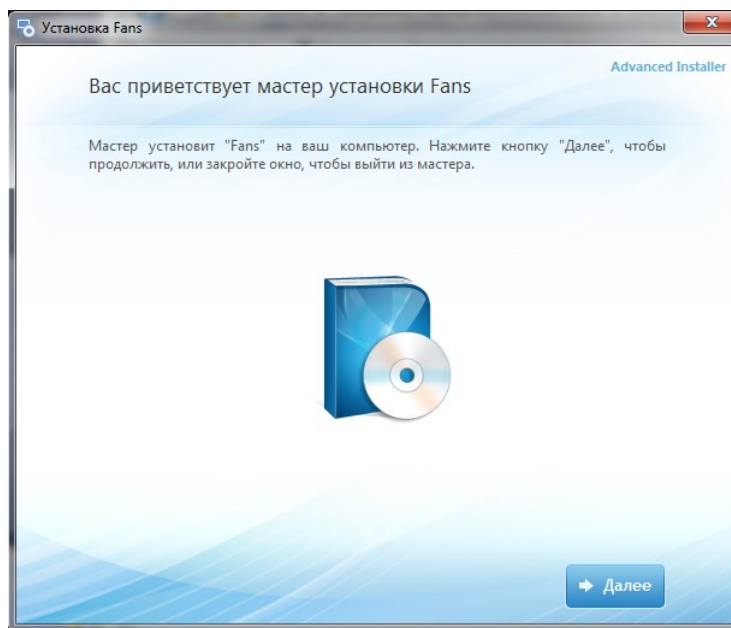 Установка Fans
Advanced Installer
Вас приветствует мастер установки Fans
Мастер установит "Fans" на ваш компьютер. Нажмите кнопку "Далее", чтобы
продолжить, или закройте окно, чтобы выйти из мастера.
Далее